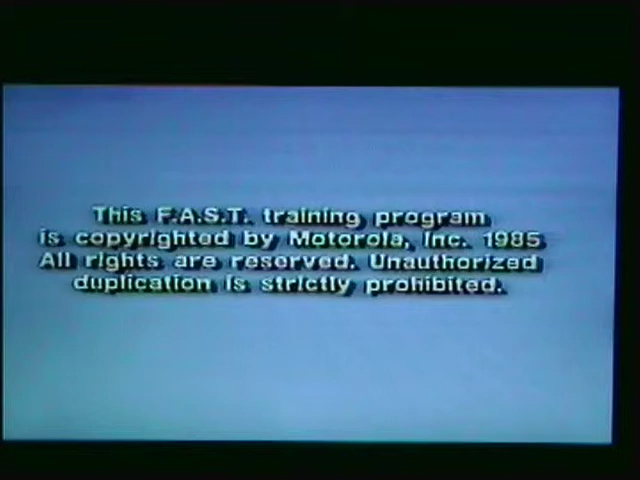 This F.A.S.T. training program
is copyrighted by Motorola, Inc. 1985
All rights are reserved. Unauthorized
duplication is strictly prohibited.